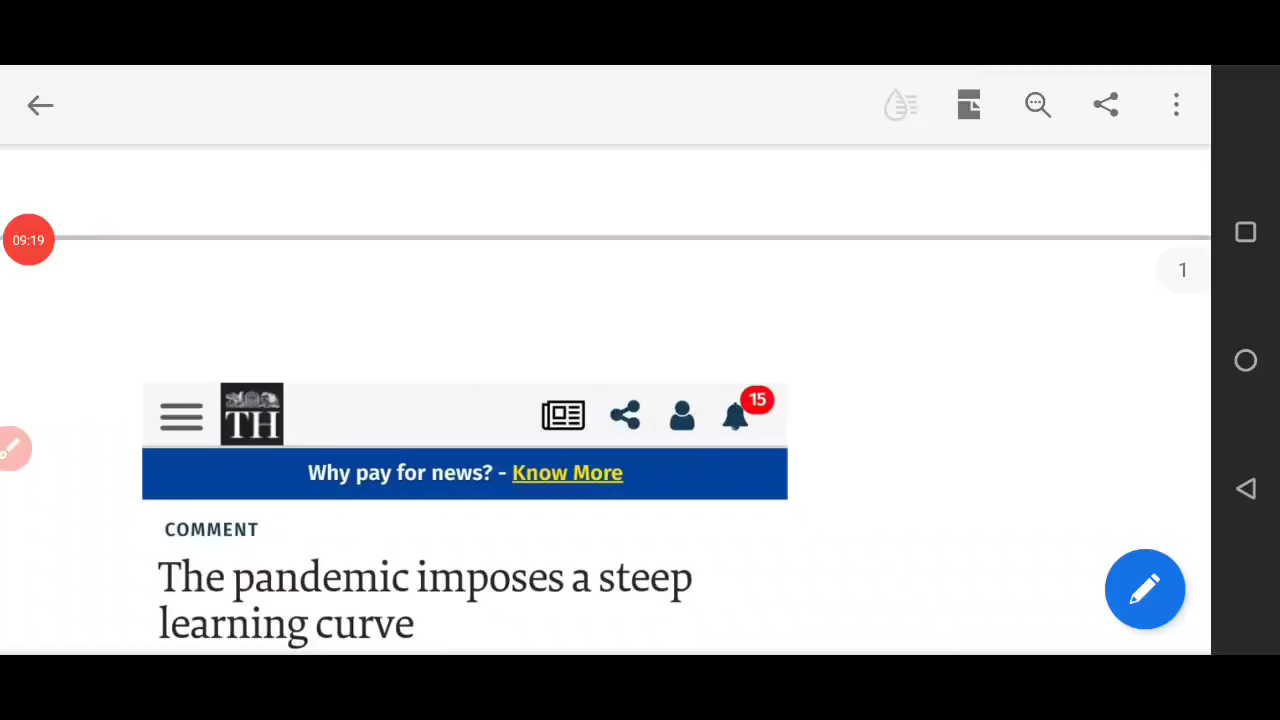 09:19
1
TH
15
Why pay for news? - Know More
COMMENT
The pandemic imposes a steep
learning curve